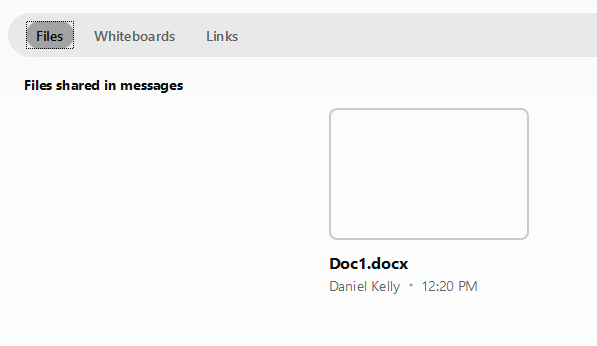 Files Whiteboards Links
Files shared in messages
Doc1.docx
Daniel Kelly • 12:20 PM